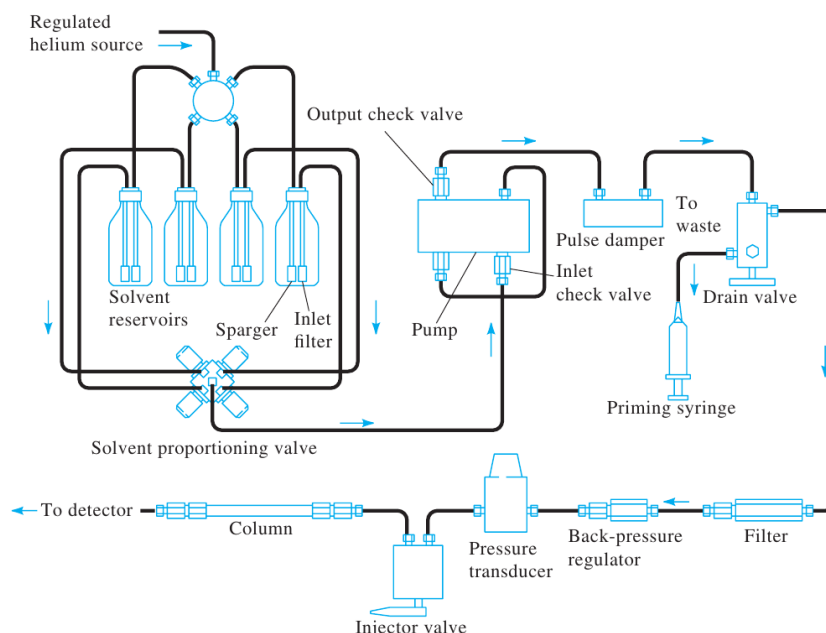 Regulated
helium source
Output check valve
To
waste
Pulse damper
Solvent
reservoirs
Sparger
Inlet
filter
Pump
Inlet
check valve
Drain valve
Priming syringe
Solvent proportioning valve
To detector
Column
Pressure
transducer
Back-pressure
regulator
Filter
Injector valve